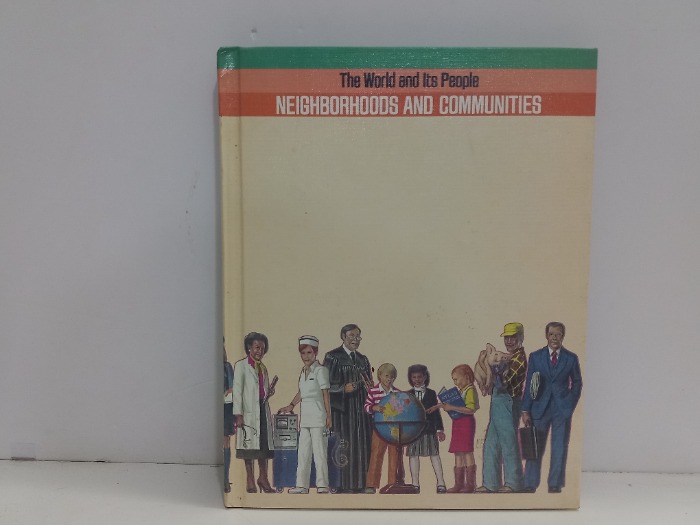 The World and Its People
NEIGHBORHOODS AND COMMUNITIES